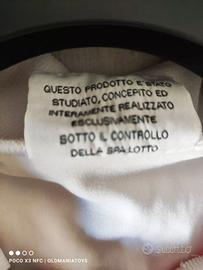 QUESTO PRODOTTO È STATO
STUDIATO, CONCEPITO ED
INTERAMENTE REALIZZATO
ESCLUSIVAMENTE
SOTTO IL CONTROLLO
DELLA SPA LOTTO
POCO X3 NFC | OLDMANIATOYS
subito